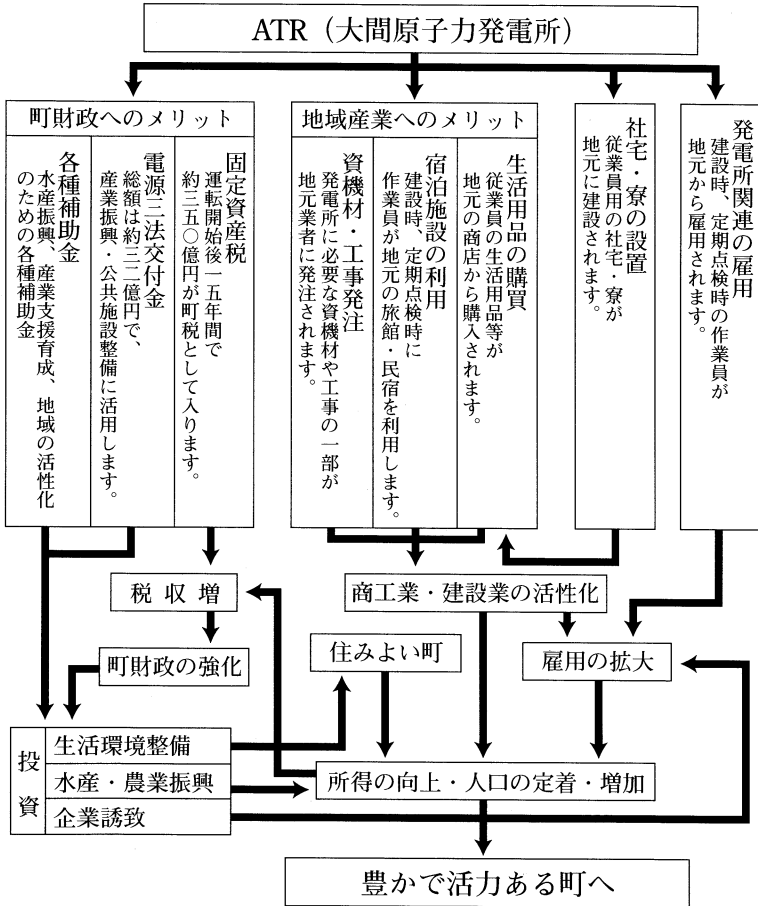 ATR（大間原子力発電所）
発電所関連の雇用
建設時、定期点検時の作業員が
地元から雇用されます。
社宅・寮の設置
従業員用の社宅・寮が
地元に建設されます。
地域産業へのメリット
生活用品の購買
従業員の生活用品等が
地元の商店から購入されます。
宿泊施設の利用
建設時、定期点検時に
作業員が地元の旅館・民宿を利用します。
資機材・工事発注
発電所に必要な資機材や工事の一部が
地元業者に発注されます。
町財政へのメリット
固定資産税
運転開始後一五年間で
約三五〇億円が町税として入ります。
電源三法交付金
総額は約三二億円で、
産業振興・公共施設整備に活用します。
各種補助金
水産振興、産業支援育成、地域の活性化
のための各種補助金
税収増
商工業・建設業の活性化
町財政の強化
住みよい町
雇用の拡大
投資
生活環境整備
水産・農業振興
企業誘致
所得の向上・人口の定着・増加
豊かで活力ある町へ